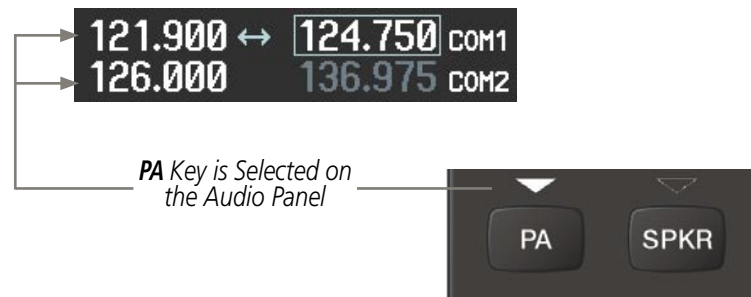 121.900 ↔ 124.750 COM1
126.000 136.975 COM2
PA Key is Selected on
the Audio Panel
PA SPKR